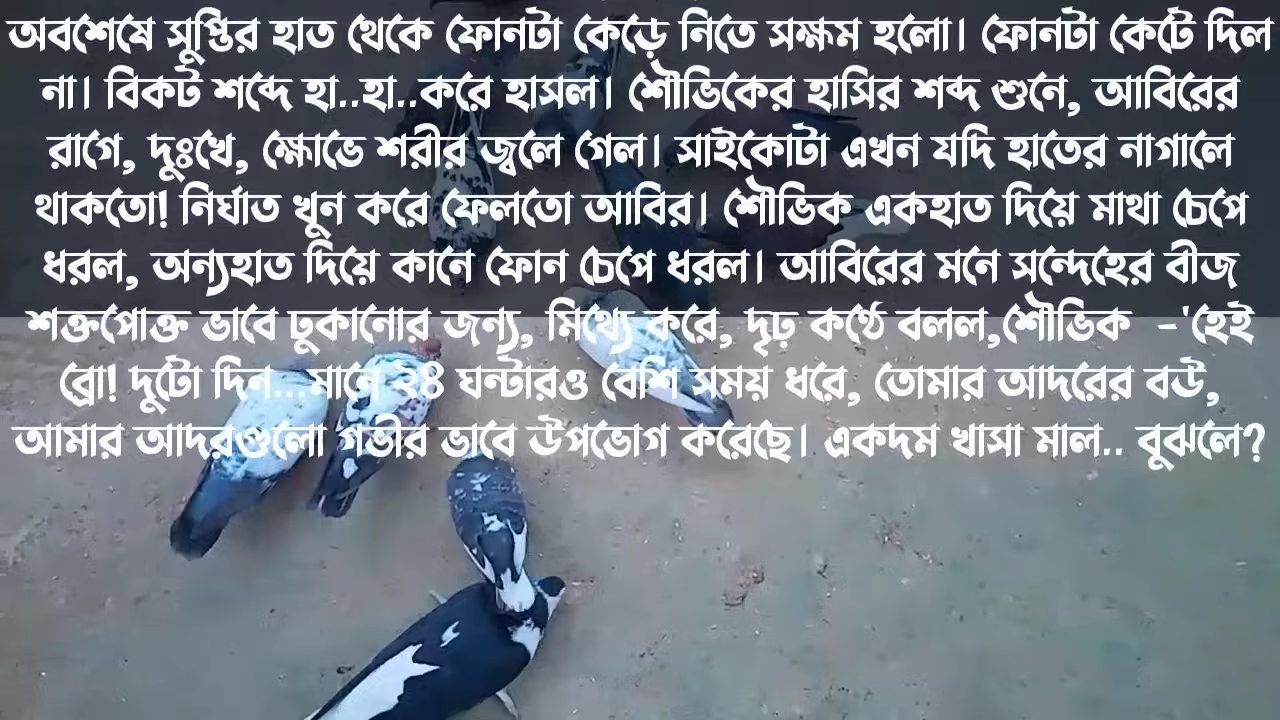 অবশেষে সুপ্তির হাত থেকে ফোনটা কেড়ে নিতে সক্ষম হলো। ফোনটা কেটে দিল
না। বিকট শব্দে হা..হা..করে হাসল। শৌভিকের হাসির শব্দ শুনে, আবিরের
রাগে, দুঃখে, ক্ষোভে শরীর জ্বলে গেল। সাইকোটা এখন যদি হাতের নাগালে
থাকতো! নির্ঘাত খুন করে ফেলতো আবির। শৌভিক একহাত দিয়ে মাথা চেপে
ধরল, অন্যহাত দিয়ে কানে ফোন চেপে ধরল। আবিরের মনে সন্দেহের বীজ
শক্তপোক্ত ভাবে ঢুকানোর জন্য, মিথ্যে করে, দৃঢ় কণ্ঠে বলল,শৌভিক -'হেই
ব্রো! দুটো দিন...মানে ২৪ ঘন্টারও বেশি সময় ধরে, তোমার আদরের বউ,
আমার আদরগুলো গভীর ভাবে উপভোগ করেছে। একদম খাসা মাল.. বুঝলে?